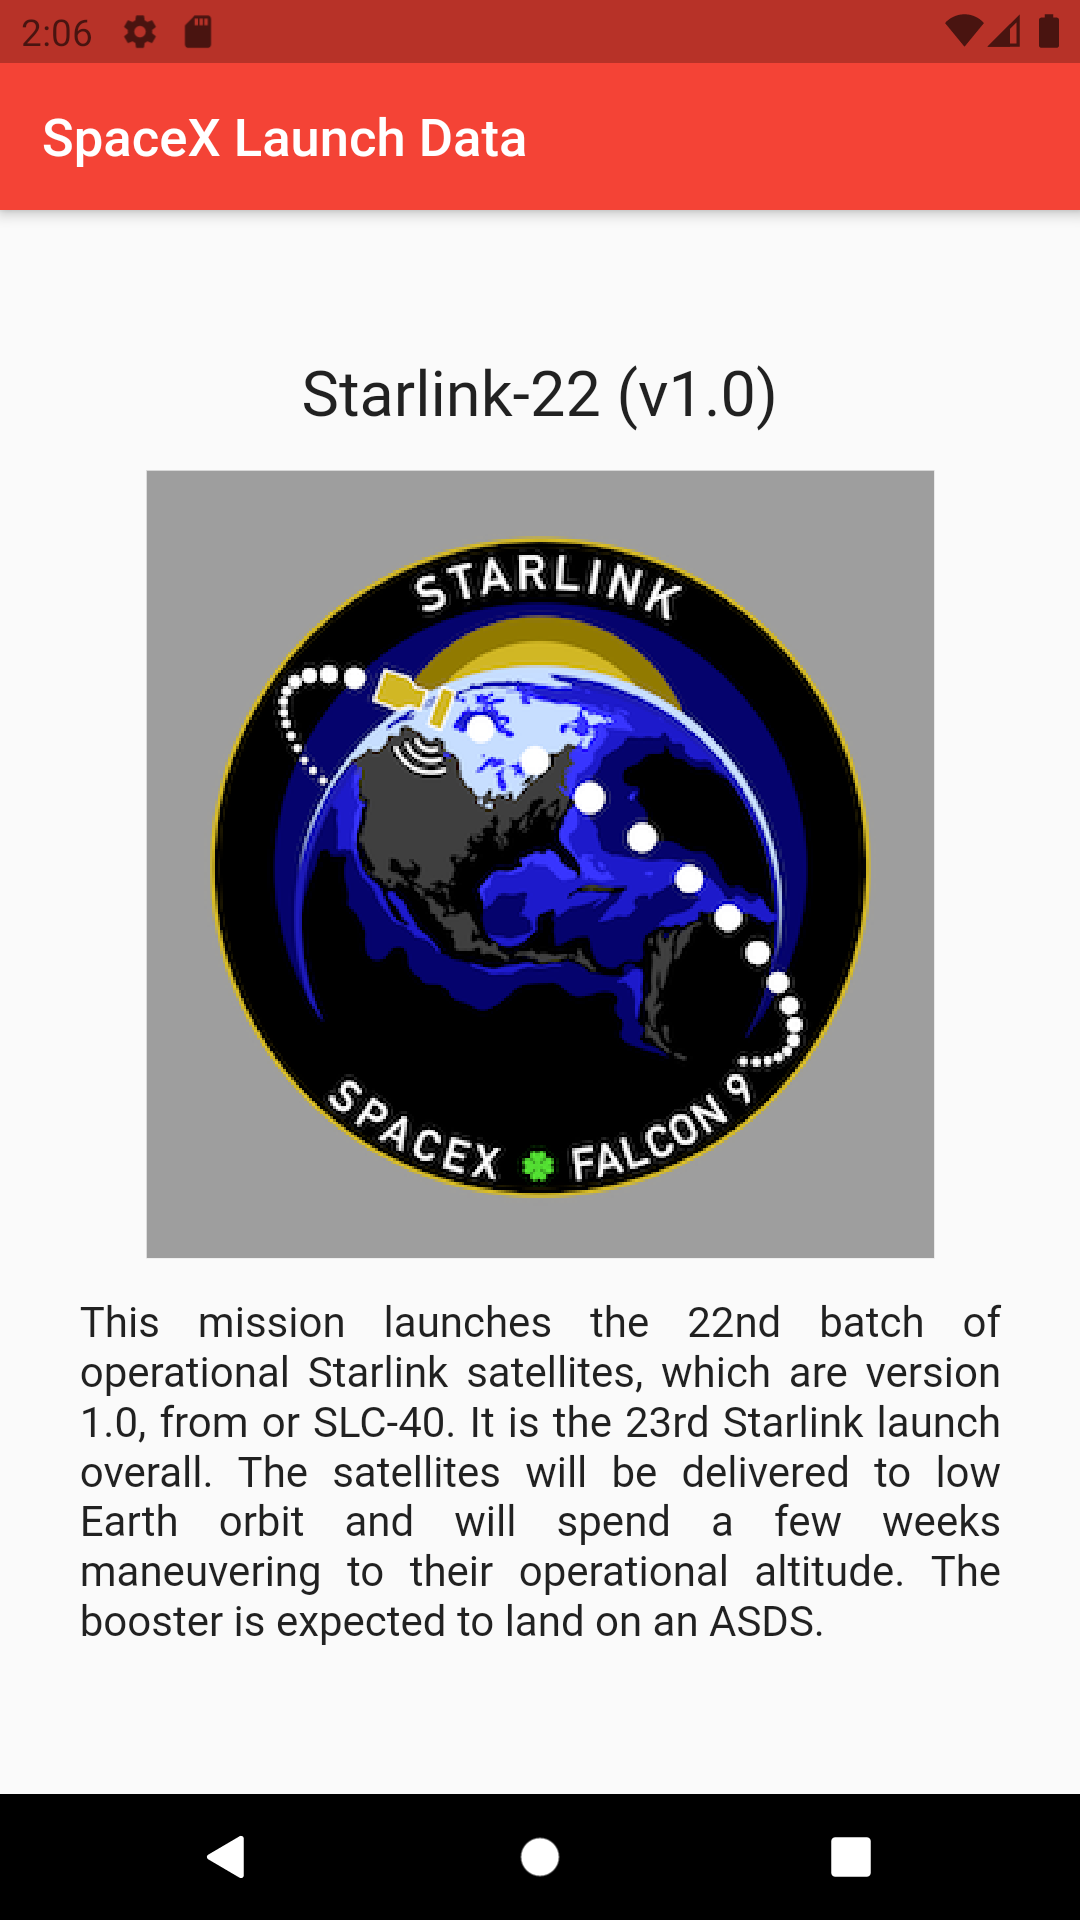 2:06
SpaceX Launch Data
Starlink-22 (v1.0)
STARLINK
SPACEX FALCON 9
This mission launches the 22nd batch of
operational Starlink satellites, which are version
1.0, from or SLC-40. It is the 23rd Starlink launch
overall. The satellites will be delivered to low
Earth orbit and will spend a few weeks
maneuvering to their operational altitude. The
booster is expected to land on an ASDS.